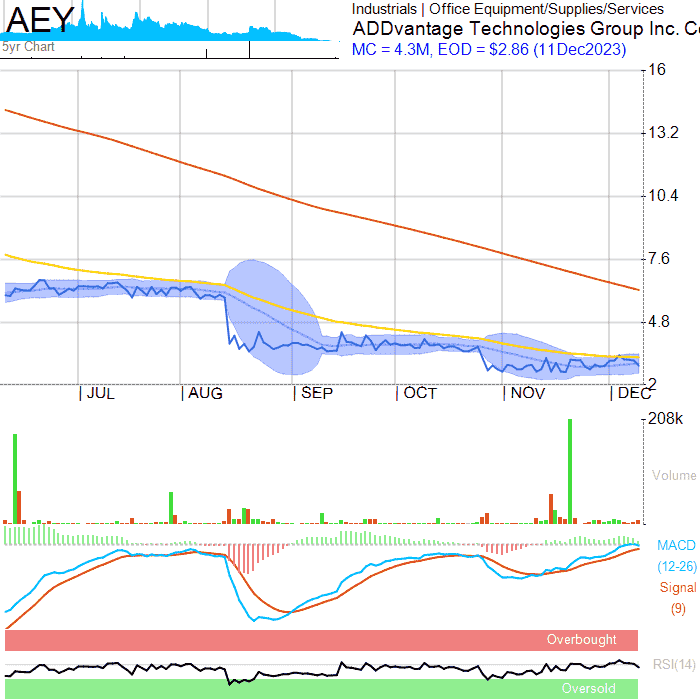 AEY
5yr Chart
Industrials | Office Equipment/Supplies/Services
ADDvantage Technologies Group Inc. Co
MC = 4.3M, EOD = $2.86 (11Dec2023)
16
13.2
10.4
7.6
4.8
2
JUL AUG SEP OCT NOV DEC
208k
Volume
MACD
(12-26)
Signal
(9)
Overbought
RSI(14)
Oversold